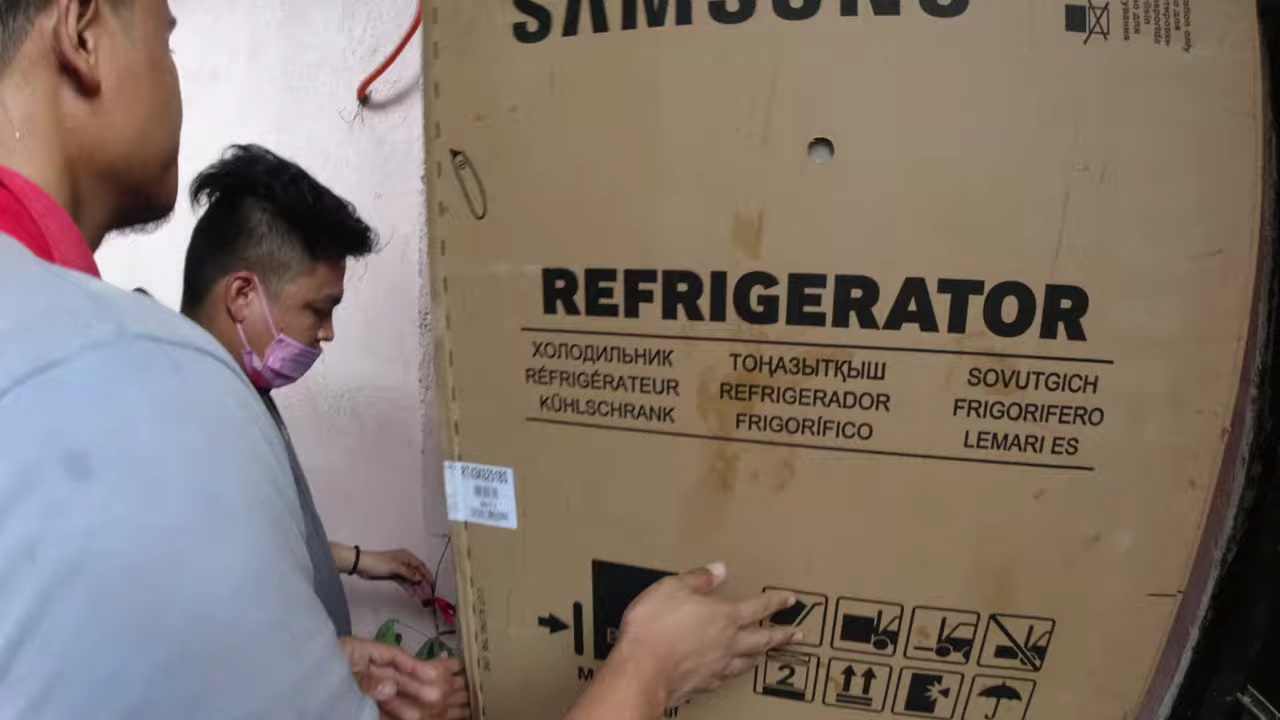 SAMSUNG
REFRIGERATOR
ХОЛОДИЛЬНИК
RÉFRIGÉRATEUR
KÜHLSCHRANK
ТОҢАЗЫТҚЫШ
REFRIGERADOR
FRIGORÍFICO
SOVUTGICH
FRIGORIFERO
LEMARI ES
2